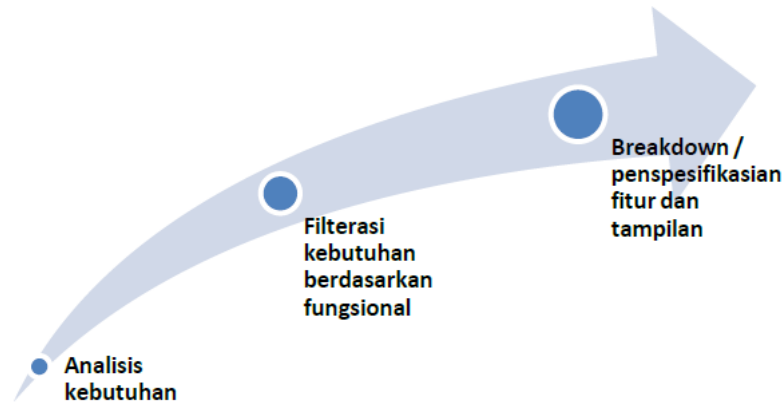 Analisis
kebutuhan
Filterasi
kebutuhan
berdasarkan
fungsional
Breakdown /
penspesifikasian
fitur dan
tampilan